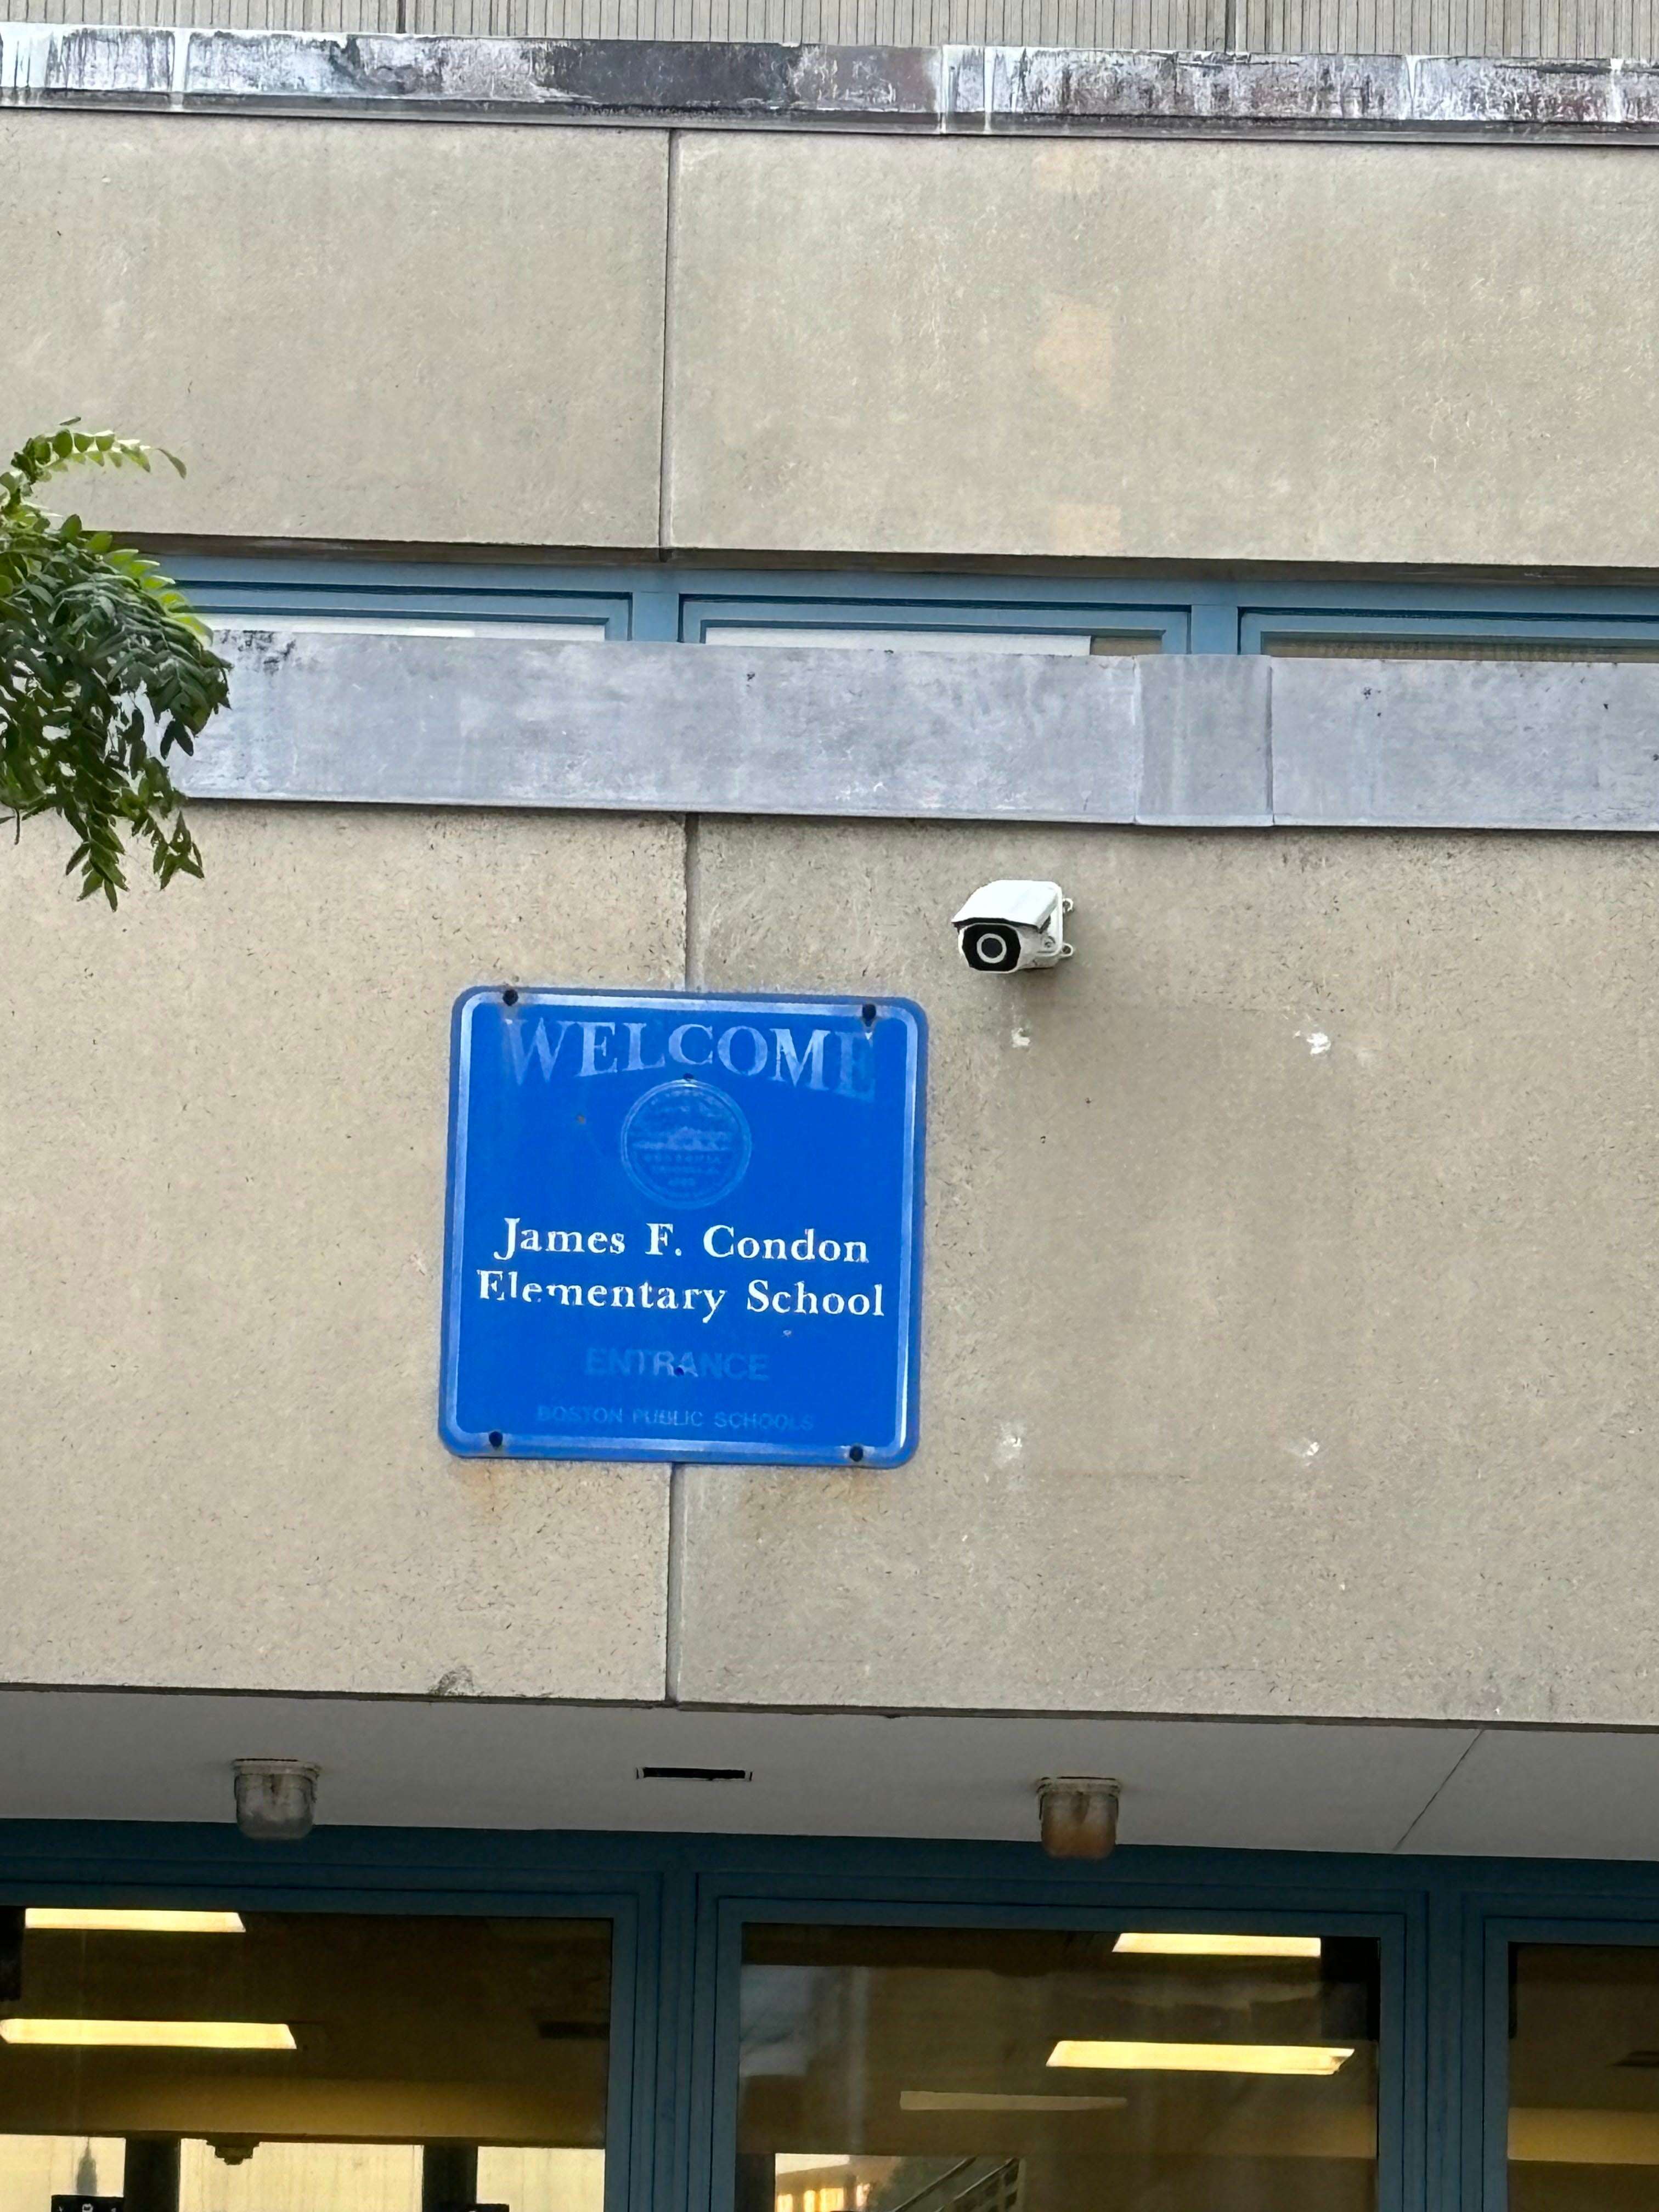 WELCOME
James F. Condon
Elementary School
ENTRANCE
BOSTON PUBLIC SCHOOLS